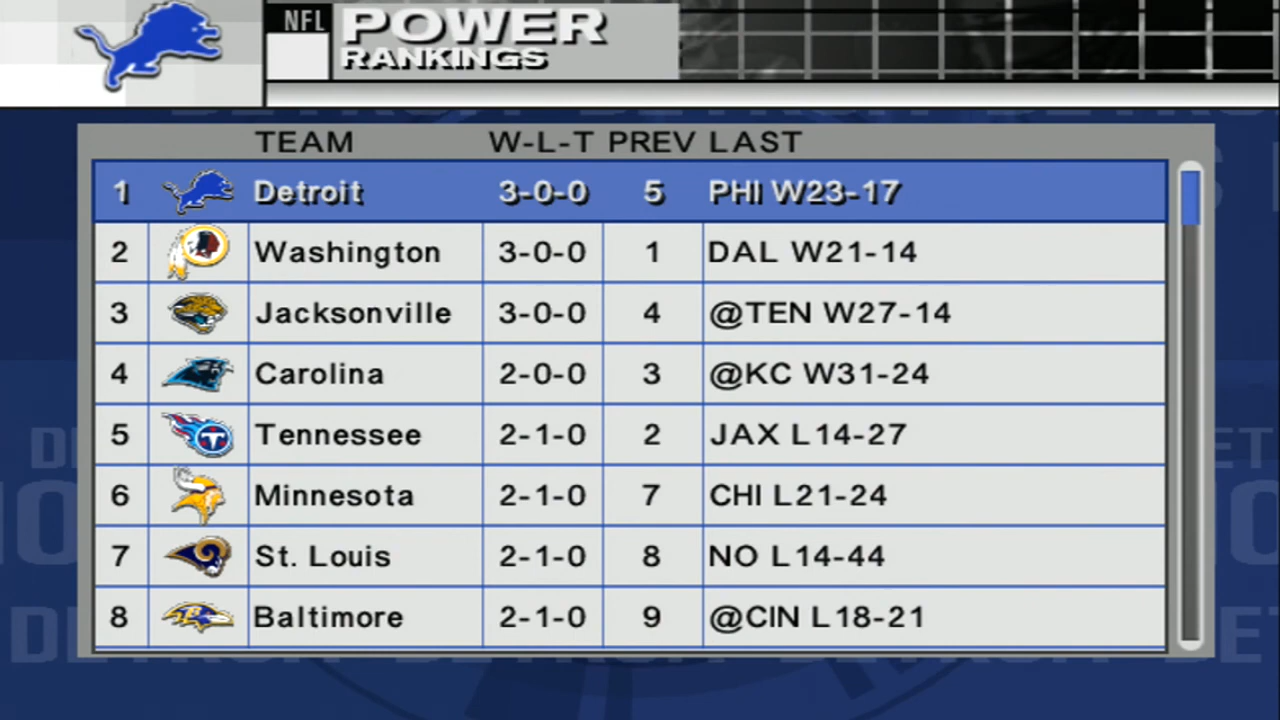 NFL POWER
RANKINGS
TEAM W-L-T PREV LAST
1 Detroit 3-0-0 5 PHI W23-17
2 Washington 3-0-0 1 DAL W21-14
3 Jacksonville 3-0-0 4 @TEN W27-14
4 Carolina 2-0-0 3 @KC W31-24
5 Tennessee 2-1-0 2 JAX L14-27
6 Minnesota 2-1-0 7 CHI L21-24
7 St. Louis 2-1-0 8 NO L14-44
8 Baltimore 2-1-0 9 @CIN L18-21